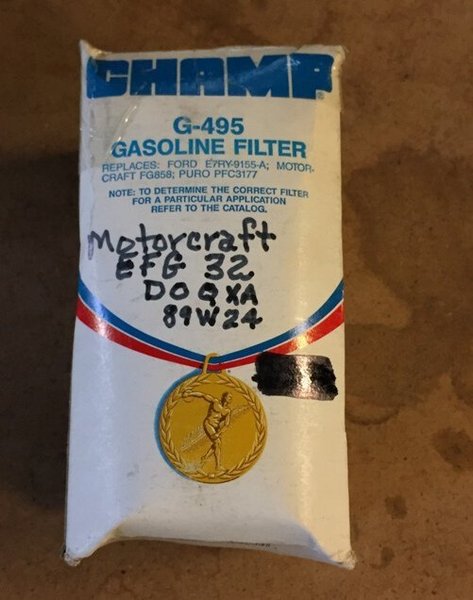 CHAMP®
G-495
GASOLINE FILTER
REPLACES: FORD E7RY-9155-A; MOTOR-
CRAFT FG858; PURO PFC3177
NOTE: TO DETERMINE THE CORRECT FILTER
FOR A PARTICULAR APPLICATION
REFER TO THE CATALOG.
Motorcraft
EFG 32
DOQXA
89W24